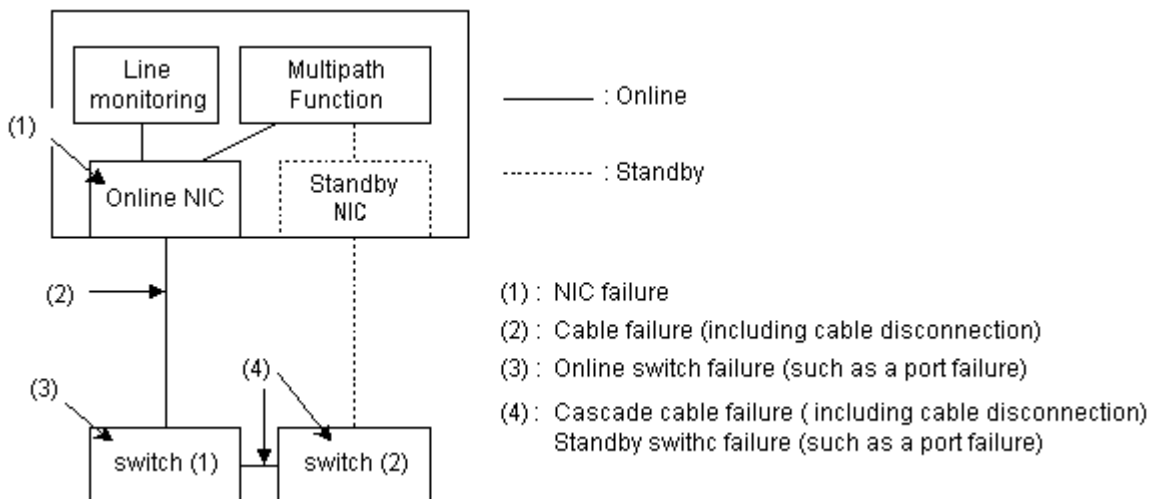 Line
monitoring
Multipath
Function
: Online
(1)
Online NIC
Standby
NIC
: Standby
(2)
(1) : NIC failure
(2) : Cable failure (including cable disconnection)
(3) : Online switch failure (such as a port failure)
(4) : Cascade cable failure ( including cable disconnection)
Standby swithc failure (such as a port failure)
(3)
(4)
switch (1)
switch (2)